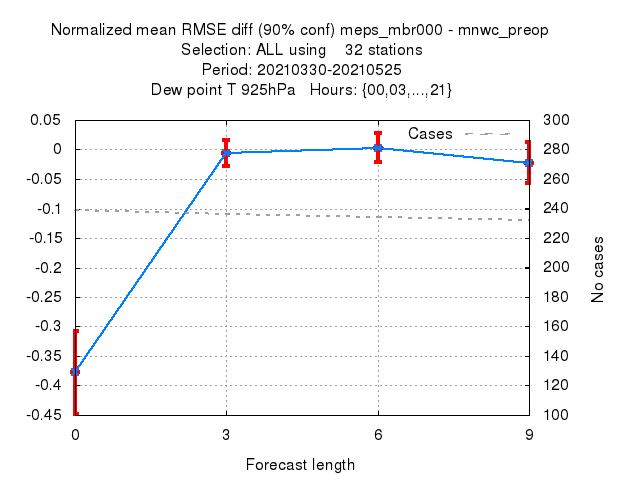 Normalized mean RMSE diff (90% conf) meps_mbr000 - mnwc_preop
Selection: ALL using 32 stations
Period: 20210330-20210525
Dew point T 925hPa Hours: {00,03,...,21}
Cases
0.05
0
-0.05
-0.1
-0.15
-0.2
-0.25
-0.3
-0.35
-0.4
-0.45
300
280
260
240
220
200
180
160
140
120
100
No cases
0 3 6 9
Forecast length